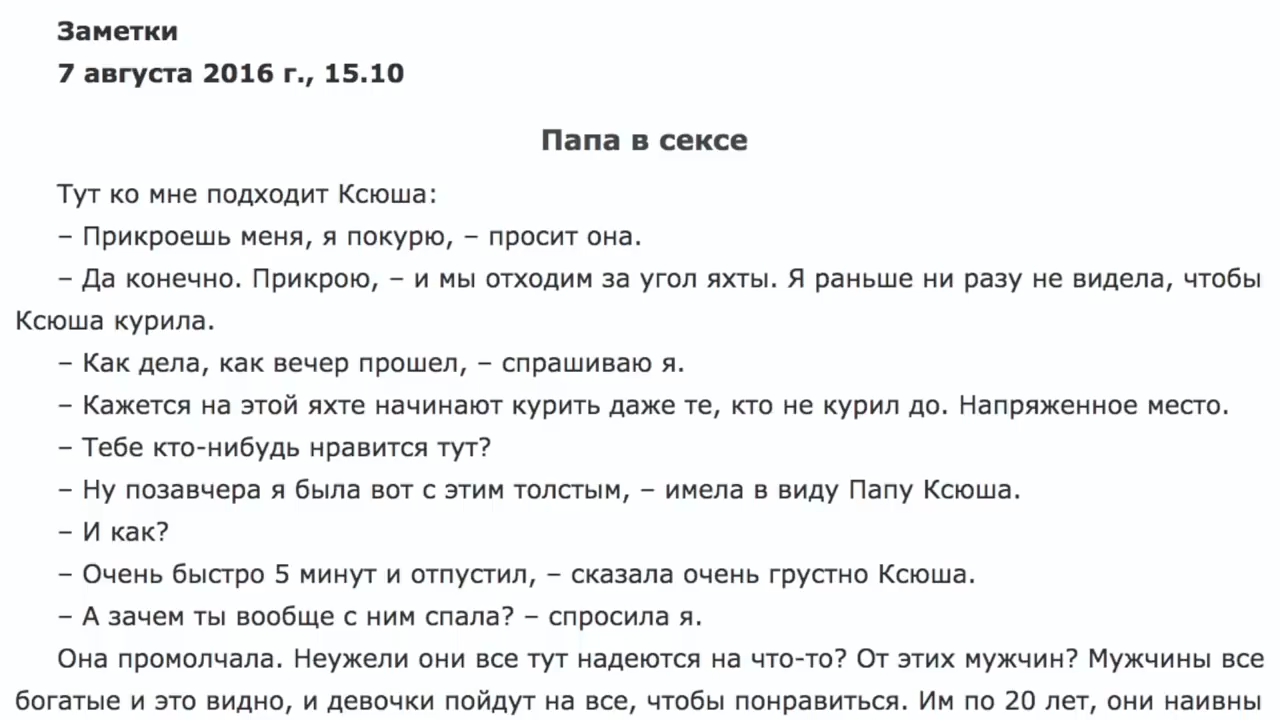 Заметки
7 августа 2016 г., 15.10
Папа в сексе
Тут ко мне подходит Ксюша:
– Прикроешь меня, я покурю, – просит она.
– Да конечно. Прикрою, – и мы отходим за угол яхты. Я раньше ни разу не видела, чтобы
Ксюша курила.
– Как дела, как вечер прошел, – спрашиваю я.
– Кажется на этой яхте начинают курить даже те, кто не курил до. Напряженное место.
– Тебе кто-нибудь нравится тут?
– Ну позавчера я была вот с этим толстым, – имела в виду Папу Ксюша.
– И как?
– Очень быстро 5 минут и отпустил, – сказала очень грустно Ксюша.
– А зачем ты вообще с ним спала? – спросила я.
Она промолчала. Неужели они все тут надеются на что-то? От этих мужчин? Мужчины все
богатые и это видно, и девочки пойдут на все, чтобы понравиться. Им по 20 лет, они наивны